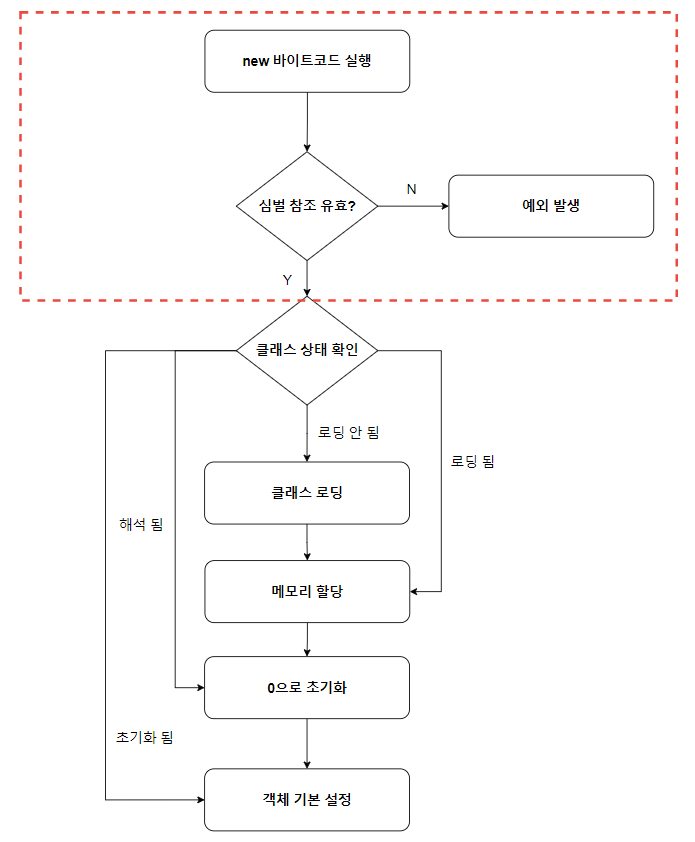 new 바이트코드 실행
심벌 참조 유효?
N
예외 발생
Y
클래스 상태 확인
로딩 안 됨
로딩 됨
클래스 로딩
해석 됨
메모리 할당
0으로 초기화
초기화 됨
객체 기본 설정